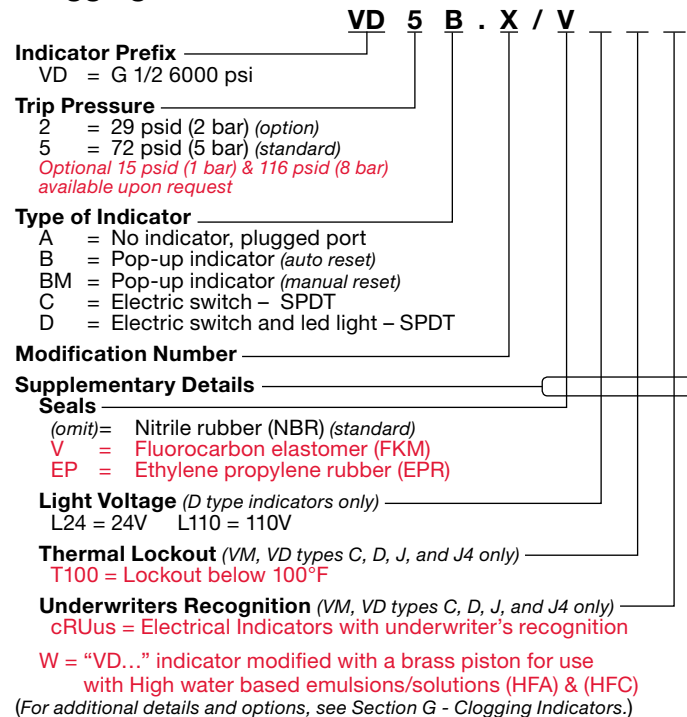 VD 5 B . X / V
Indicator Prefix
VD = G 1/2 6000 psi
Trip Pressure
2 = 29 psid (2 bar) (option)
5 = 72 psid (5 bar) (standard)
Optional 15 psid (1 bar) & 116 psid (8 bar)
available upon request
Type of Indicator
A = No indicator, plugged port
B = Pop-up indicator (auto reset)
BM = Pop-up indicator (manual reset)
C = Electric switch – SPDT
D = Electric switch and led light – SPDT
Modification Number
Supplementary Details
Seals
(omit)= Nitrile rubber (NBR) (standard)
V = Fluorocarbon elastomer (FKM)
EP = Ethylene propylene rubber (EPR)
Light Voltage (D type indicators only)
L24 = 24V L110 = 110V
Thermal Lockout (VM, VD types C, D, J, and J4 only)
T100 = Lockout below 100°F
Underwriters Recognition (VM, VD types C, D, J, and J4 only)
cRUus = Electrical Indicators with underwriter’s recognition
W = “VD…” indicator modified with a brass piston for use
with High water based emulsions/solutions (HFA) & (HFC)
(For additional details and options, see Section G - Clogging Indicators.)